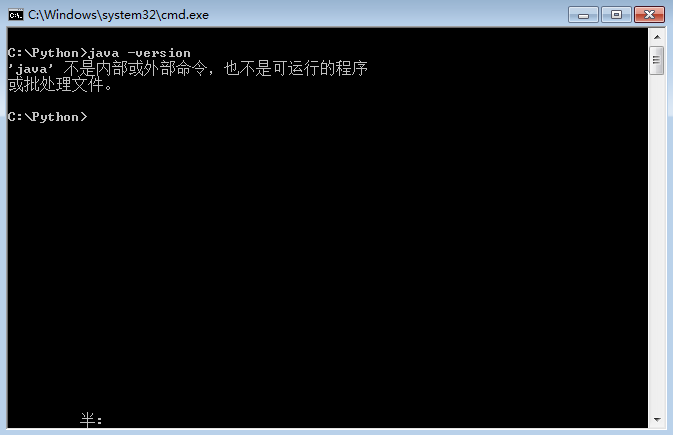 C:\Windows\system32\cmd.exe
C:\Python>java -version
'java' 不是内部或外部命令，也不是可运行的程序
或批处理文件。
C:\Python>
半: